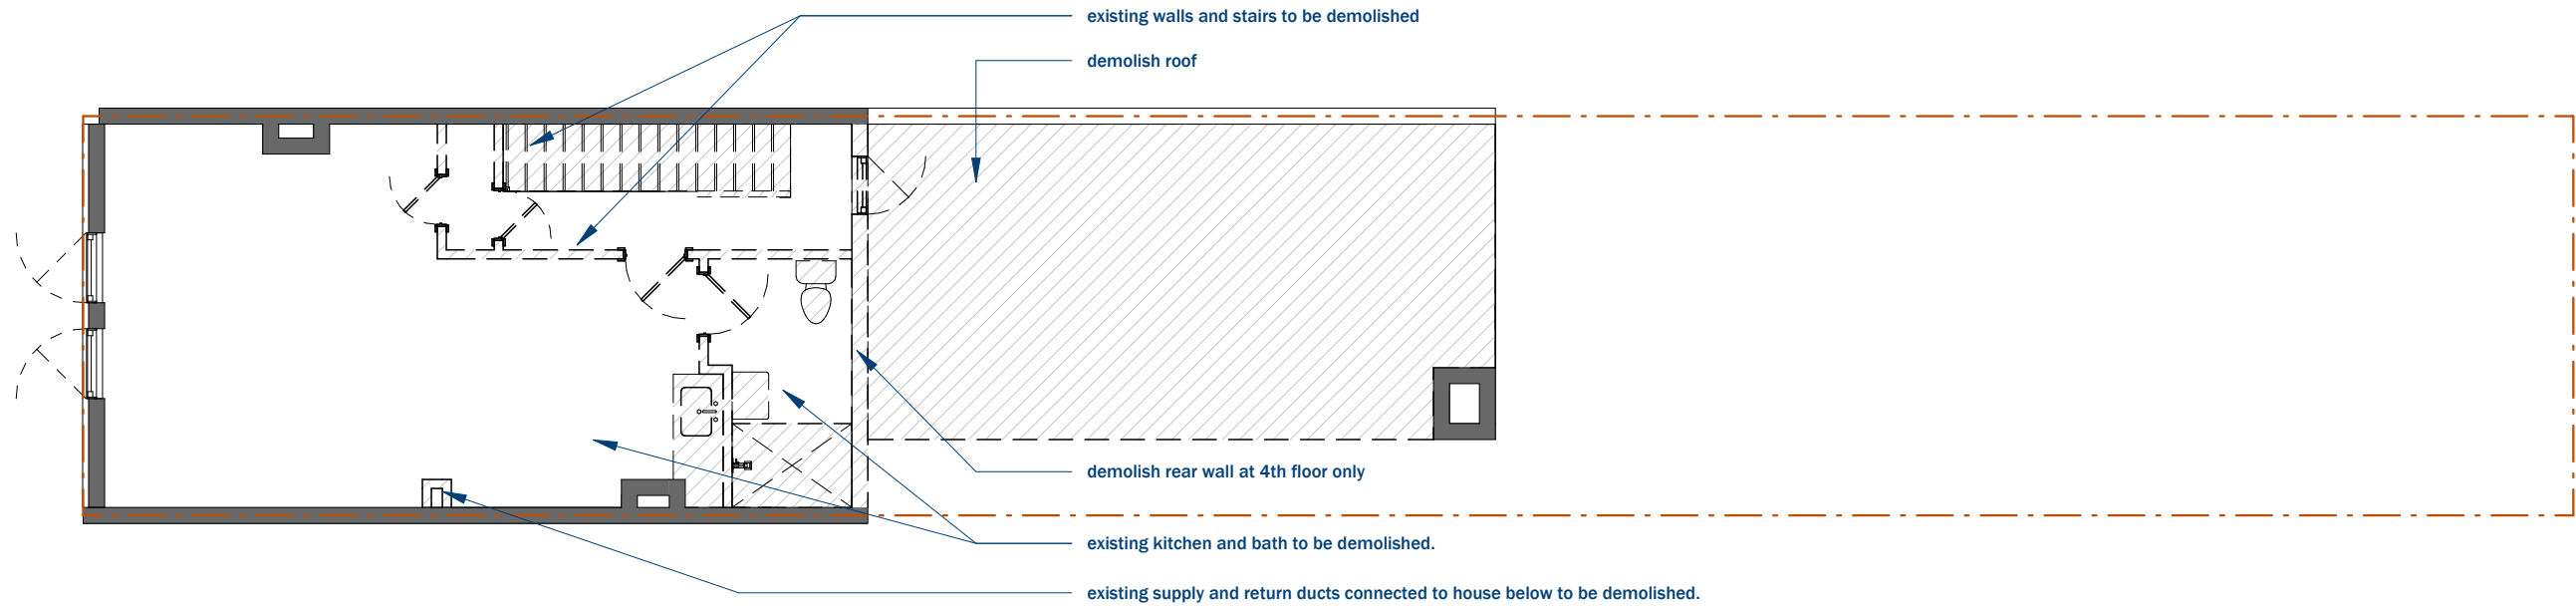 existing walls and stairs to be demolished
demolish roof
demolish rear wall at 4th floor only
existing kitchen and bath to be demolished.
existing supply and return ducts connected to house below to be demolished.